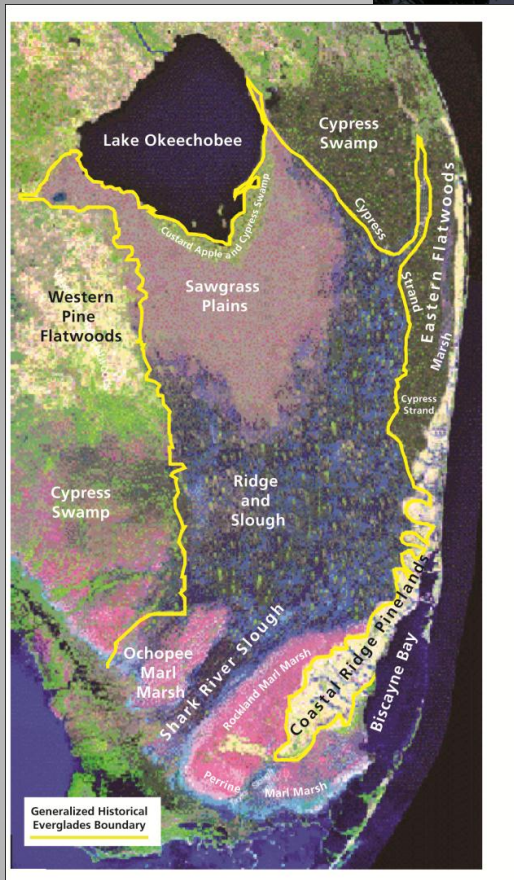 Lake Okeechobee
Cypress
Swamp
Custard Apple and Cypress Swamp
Cypress
Strand
Eastern Flatwoods
Marsh
Sawgrass
Plains
Western
Pine
Flatwoods
Cypress
Strand
Ridge
and
Slough
Cypress
Swamp
Ochopee
Marl
Marsh
Shark River Slough
Rockland Marl Marsh
Coastal Ridge Pinelands
Biscayne Bay
Perrine
Marl Marsh
Generalized Historical
Everglades Boundary